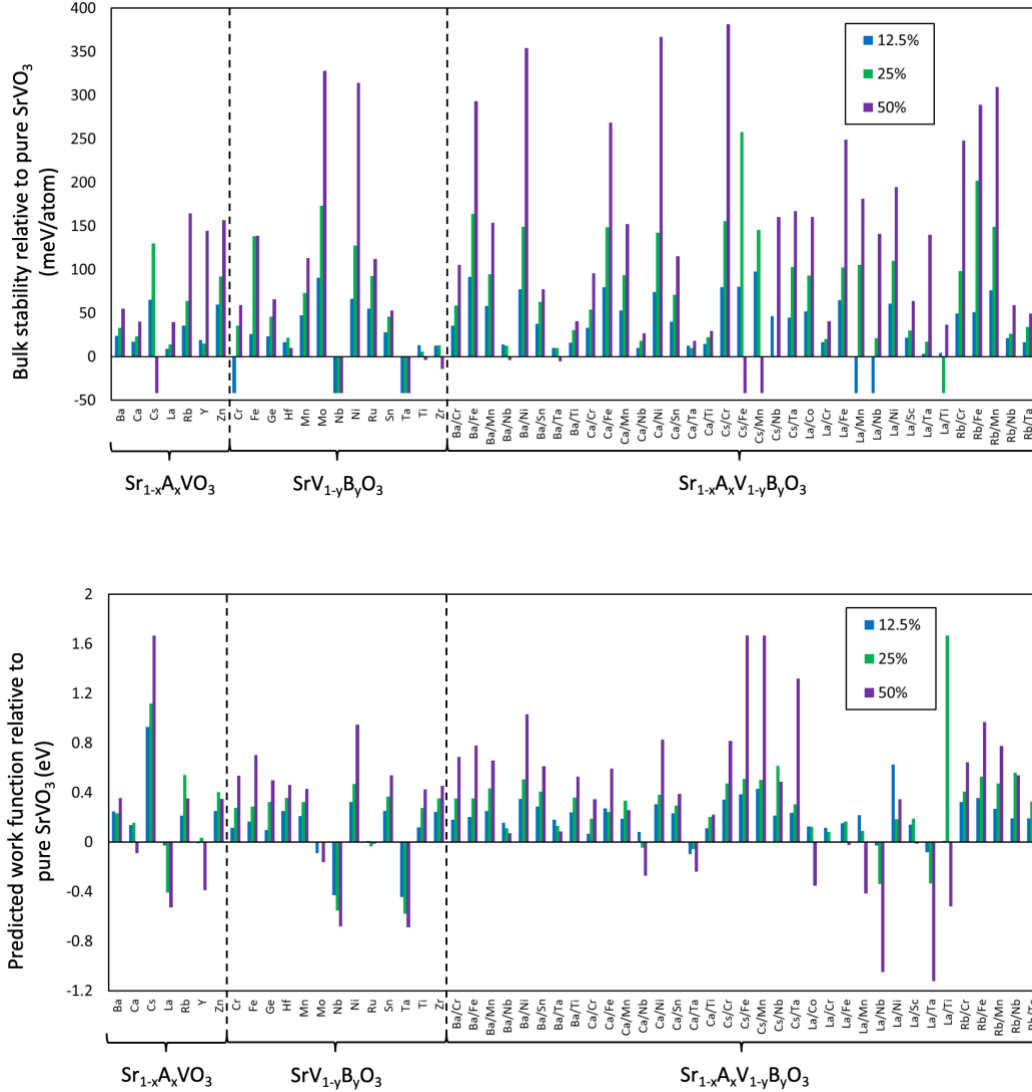 Bulk stability relative to pure SrVO3
(meV/atom)
400
350
300
250
200
150
100
50
0
-50
12.5%
25%
50%
Ba
Ca
Cs
La
Rb
Y
Zn
Cr
Fe
Ge
Hf
Mn
Mo
Nb
Ni
Ru
Sn
Ta
Ti
Zr
Ba/Cr
Ba/Fe
Ba/Mn
Ba/Nb
Ba/Ni
Ba/Sn
Ba/Ta
Ba/Ti
Ca/Cr
Ca/Fe
Ca/Mn
Ca/Nb
Ca/Ni
Ca/Sn
Ca/Ta
Ca/Ti
Cs/Cr
Cs/Fe
Cs/Mn
Cs/Nb
Cs/Ta
La/Co
La/Cr
La/Fe
La/Mn
La/Nb
La/Ni
La/Sc
La/Ta
La/Ti
Rb/Cr
Rb/Fe
Rb/Mn
Rb/Nb
Rb/Ta
Sr1-xAxVO3
SrV1-yByO3
Sr1-xAxV1-yByO3
Predicted work function relative to
pure SrVO3 (eV)
2
1.6
1.2
0.8
0.4
0
-0.4
-0.8
-1.2
12.5%
25%
50%
Ba
Ca
Cs
La
Rb
Y
Zn
Cr
Fe
Ge
Hf
Mn
Mo
Nb
Ni
Ru
Sn
Ta
Ti
Zr
Ba/Cr
Ba/Fe
Ba/Mn
Ba/Nb
Ba/Ni
Ba/Sn
Ba/Ta
Ba/Ti
Ca/Cr
Ca/Fe
Ca/Mn
Ca/Nb
Ca/Ni
Ca/Sn
Ca/Ta
Ca/Ti
Cs/Cr
Cs/Fe
Cs/Mn
Cs/Nb
Cs/Ta
La/Co
La/Cr
La/Fe
La/Mn
La/Nb
La/Ni
La/Sc
La/Ta
La/Ti
Rb/Cr
Rb/Fe
Rb/Mn
Rb/Nb
Rb/Ta
Sr1-xAxVO3
SrV1-yByO3
Sr1-xAxV1-yByO3